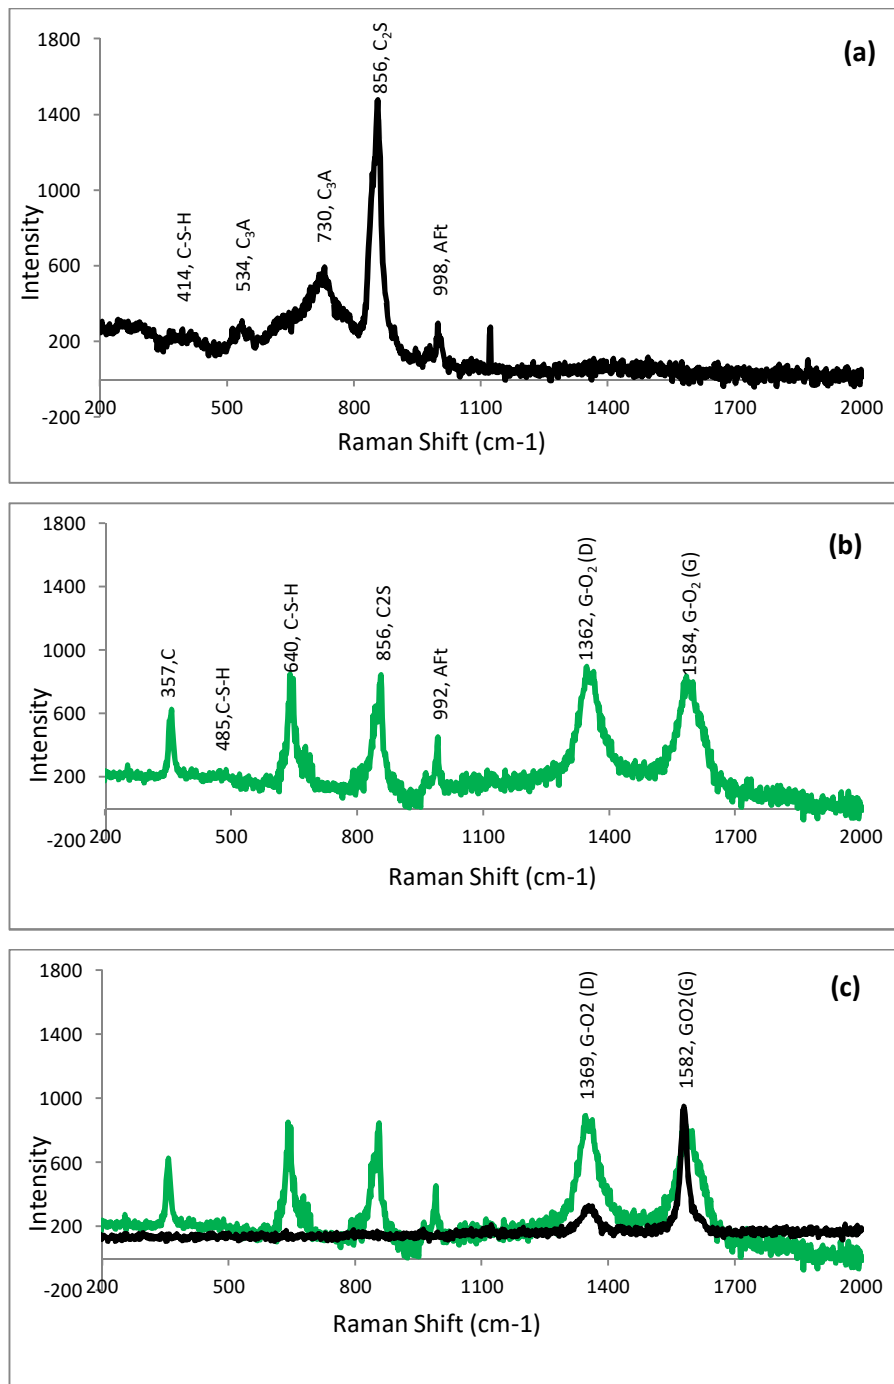 (a)
1800
1400
1000
600
200
-200
Intensity
414, C-S-H
534, C₃A
730, C₃A
856, C₂S
998, AFt
200 500 800 1100 1400 1700 2000
Raman Shift (cm-1)
(b)
1800
1400
1000
600
200
-200
Intensity
357,C
485,C-S-H
640, C-S-H
856, C2S
992, AFt
1362, G-O₂ (D)
1584, G-O₂ (G)
200 500 800 1100 1400 1700 2000
Raman Shift (cm-1)
(c)
1800
1400
1000
600
200
-200
Intensity
1369, G-O2 (D)
1582, GO2(G)
200 500 800 1100 1400 1700 2000
Raman Shift (cm-1)